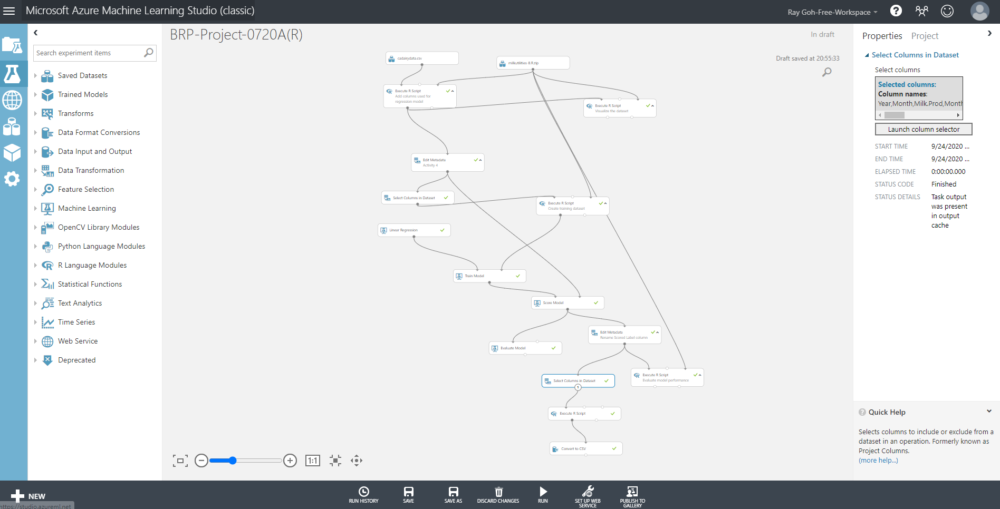 Microsoft Azure Machine Learning Studio (classic)
Ray Goh-Free-Workspace
BRP-Project-0720A(R)
In draft
Draft saved at 20:55:33
Search experiment items
Saved Datasets
Trained Models
Transforms
Data Format Conversions
Data Input and Output
Data Transformation
Feature Selection
Machine Learning
OpenCV Library Modules
Python Language Modules
R Language Modules
Statistical Functions
Text Analytics
Time Series
Web Service
Deprecated
cadairydata.csv
milkutilities 8.R.zip
Execute R Script
Add columns used for
regression model
Execute R Script
Visualize the dataset
Edit Metadata
Activity 4
Select Columns in Dataset
Execute R Script
Create training dataset
Linear Regression
Train Model
Score Model
Edit Metadata
Rename Scored Label column
Evaluate Model
Select Columns in Dataset
1
Execute R Script
Evaluate model performance
Execute R Script
Convert to CSV
1:1
Properties
Project
Select Columns in Dataset
Select columns
Selected columns:
Column names:
Year,Month,Milk.Prod,Month
Launch column selector
START TIME 9/24/2020 ...
END TIME 9/24/2020 ...
ELAPSED TIME 0:00:00.000
STATUS CODE Finished
STATUS DETAILS Task output
was present
in output
cache
Quick Help
Selects columns to include or exclude from a
dataset in an operation. Formerly known as
Project Columns.
(more help...)
NEW
https://studio.azureml.net
RUN HISTORY
SAVE
SAVE AS
DISCARD CHANGES
RUN
SET UP WEB
SERVICE
PUBLISH TO
GALLERY